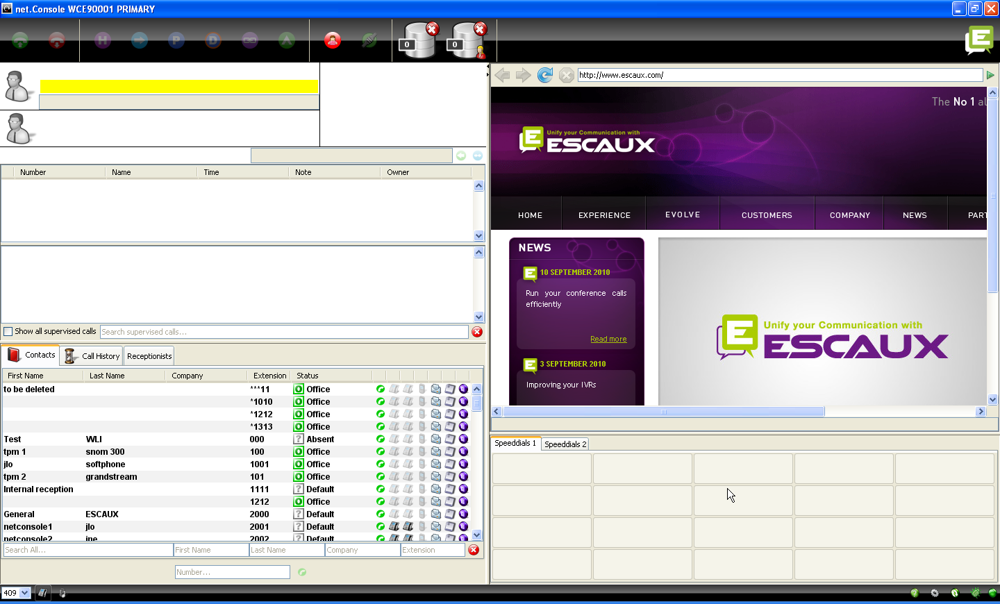 net.Console WCE90001 PRIMARY
H P D A
0 0
E
http://www.escaux.com/
The No 1 al
E Unify your Communication with
ESCAUX
HOME EXPERIENCE EVOLVE CUSTOMERS COMPANY NEWS PART
NEWS
E 10 SEPTEMBER 2010
Run your conference calls
efficiently
Read more
E 3 SEPTEMBER 2010
Improving your IVRs
E Unify your Communication with
ESCAUX
Number Name Time Note Owner
Show all supervised calls Search supervised calls...
Contacts Call History Receptionists
First Name Last Name Company Extension Status
to be deleted ***11 O Office
*1010 O Office
*1212 O Office
*1313 O Office
Test WLI 000 ? Absent
tpm 1 snom 300 100 O Office
jlo softphone 1001 O Office
tpm 2 grandstream 101 O Office
Internal reception 1111 ? Default
1212 O Office
General ESCAUX 2000 ? Default
netconsole1 jlo 2001 ? Default
netconsole2 ine 2002 ? Default
Search All... First Name Last Name Company Extension
Number...
Speeddials 1 Speeddials 2
409